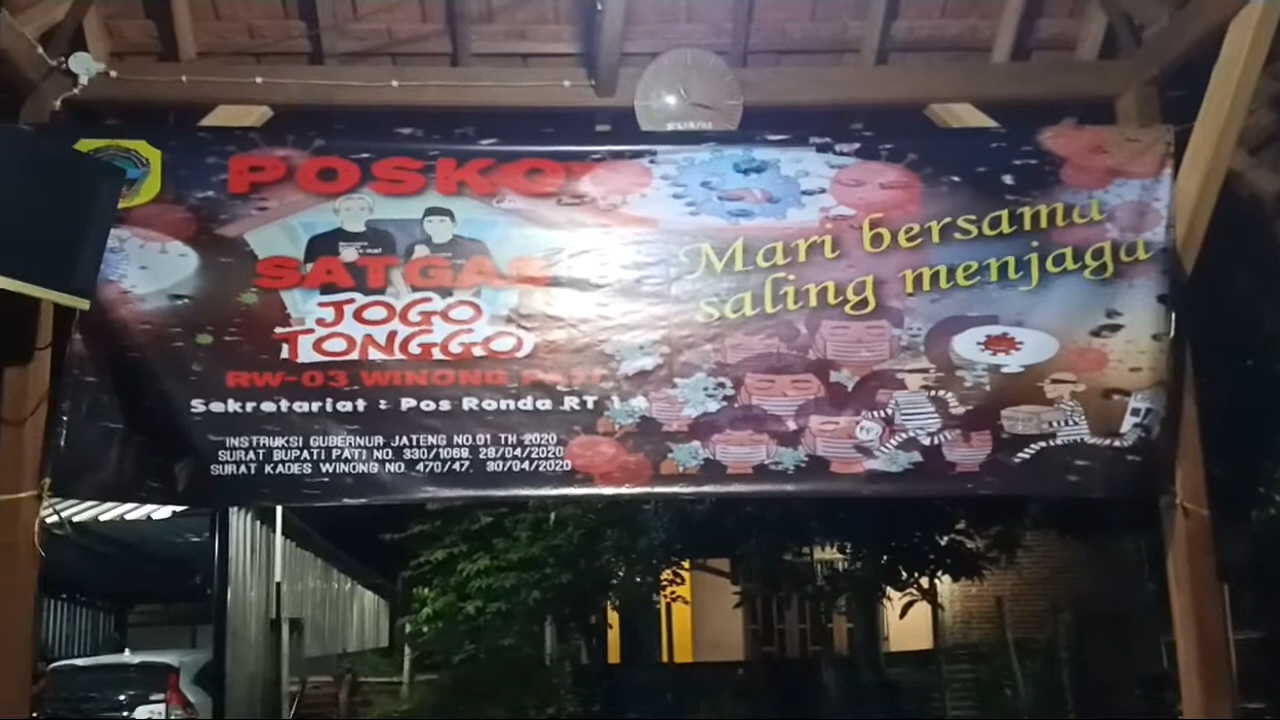 POSKO
SATGAS
JOGO
TONGGO
RW-03 WINONG PATI
Sekretariat : Pos Ronda RT 14
INSTRUKSI GUBERNUR JATENG NO.01 TH 2020
SURAT BUPATI PATI NO. 330/1069. 28/04/2020
SURAT KADES WINONG NO. 470/47. 30/04/2020
Mari bersama
saling menjaga